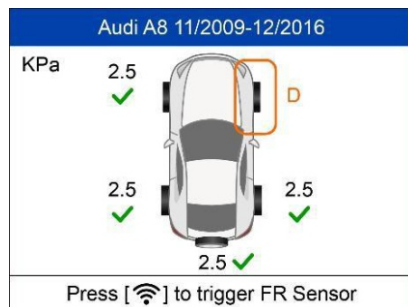 Audi A8 11/2009-12/2016
KPa
2.5
D
2.5
2.5
2.5
Press [ ] to trigger FR Sensor